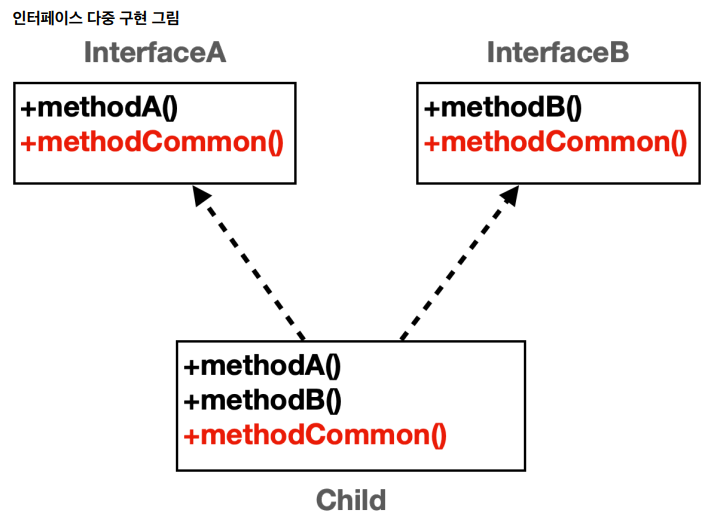 인터페이스 다중 구현 그림
InterfaceA
InterfaceB
+methodA()
+methodCommon()
+methodB()
+methodCommon()
+methodA()
+methodB()
+methodCommon()
Child